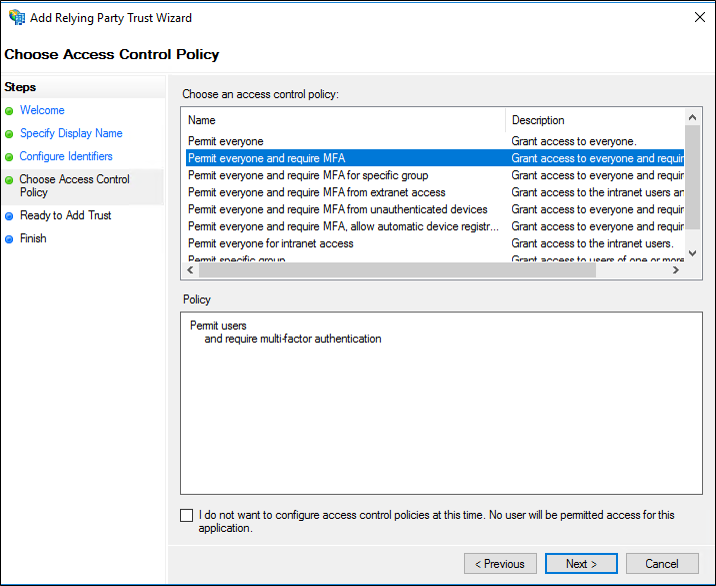 Add Relying Party Trust Wizard
Choose Access Control Policy
Steps
Welcome
Specify Display Name
Configure Identifiers
Choose Access Control
Policy
Ready to Add Trust
Finish
Choose an access control policy:
Name Description
Permit everyone Grant access to everyone.
Permit everyone and require MFA Grant access to everyone and requir
Permit everyone and require MFA for specific group Grant access to everyone and requir
Permit everyone and require MFA from extranet access Grant access to the intranet users an
Permit everyone and require MFA from unauthenticated devices Grant access to everyone and requir
Permit everyone and require MFA, allow automatic device registr... Grant access to everyone and requir
Permit everyone for intranet access Grant access to the intranet users.
Permit specific group Grant access to users of one or more
Policy
Permit users
and require multi-factor authentication
I do not want to configure access control policies at this time. No user will be permitted access for this
application.
< Previous Next > Cancel